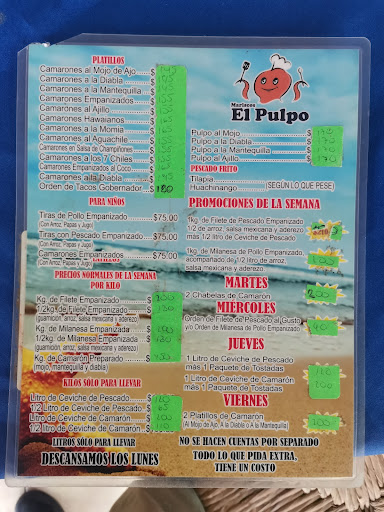 PLATILLOS
Camarones al Mojo de Ajo $
Camarones a la Diabla $
Camarones a la Mantequilla $
Camarones Empanizados $
Camarones al Ajillo $
Camarones Hawaianos $
Camarones a la Momia $
Camarones al Aguachile $
Camarones en Salsa de Champiñones $
Camarones a los 7 Chiles $
Camarones Empanizados al Coco $
Camarones a la Diabla $
Orden de Tacos Gobernador $ 180
PARA NIÑOS
Tiras de Pollo Empanizado $75.00
(Con Arroz, Papas y Jugo)
Tiras con Pescado Empanizado $75.00
(Con Arroz, Papas y Jugo)
Camarones Empanizados $75.00
(Con Arroz, Papas y Jugo)
PRECIOS NORMALES DE LA SEMANA
POR KILO
Kg. de Filete Empanizado $
1/2kg. de Filete Empanizado $
(guarnición: arroz, salsa mexicana y aderezo)
Kg. de Milanesa Empanizada $
1/2kg. de Milanesa Empanizada $
(guarnición: arroz, salsa mexicana y aderezo)
Kg. de Camarón Preparado $
(mojo, mantequilla y diabla)
KILOS SOLO PARA LLEVAR
Litro de Ceviche de Pescado $
1/2 Litro de Ceviche de Pescado $
Litro de Ceviche de Camarón $
1/2 litro de Ceviche de Camarón $
LITROS SOLO PARA LLEVAR
DESCANSAMOS LOS LUNES
Mariscos
El Pulpo
Pulpo al Mojo $
Pulpo a la Diabla $
Pulpo a la Mantequilla $
Pulpo al Ajillo $ 170
PESCADO FRITO
Tilapia
Huachinango (SEGÚN LO QUE PESE)
PROMOCIONES DE LA SEMANA
1kg. de Filete de Pescado Empanizado
1/2 de arroz, salsa mexicana y aderezo
más 1/2 litro de Ceviche de Pescado
1kg. de Milanesa de Pollo Empanizado,
acompañado de 1/2 litro de arroz,
salsa mexicana y aderezo
MARTES
2 Chabelas de Camarón 200
MIERCOLES
Orden de Filete de Pescado al Gusto
y/o Orden de Milanesa de Pollo Empanizado
JUEVES
1 Litro de Ceviche de Pescado
más 1 Paquete de Tostadas
1 Litro de Ceviche de Camarón
más 1 Paquete de Tostadas
VIERNES
2 Platillos de Camarón
(Al Mojo de Ajo, A la Diabla o A la Mantequilla)
NO SE HACEN CUENTAS POR SEPARADO
TODO LO QUE PIDA EXTRA,
TIENE UN COSTO